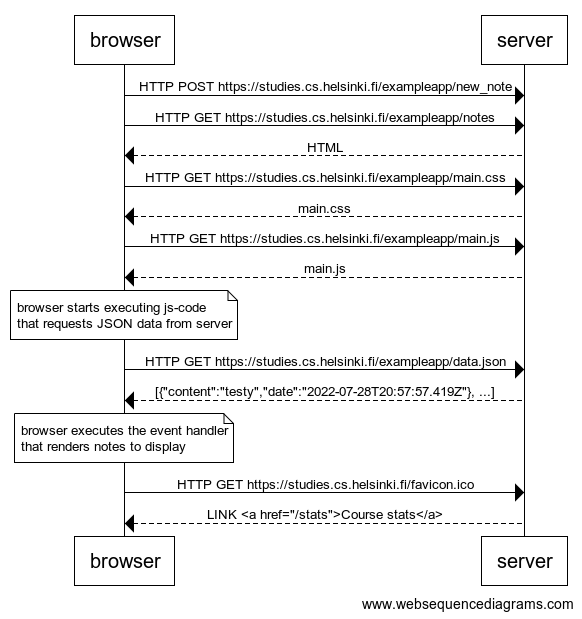 browser
server
HTTP POST https://studies.cs.helsinki.fi/exampleapp/new_note
HTTP GET https://studies.cs.helsinki.fi/exampleapp/notes
HTML
HTTP GET https://studies.cs.helsinki.fi/exampleapp/main.css
main.css
HTTP GET https://studies.cs.helsinki.fi/exampleapp/main.js
main.js
browser starts executing js-code
that requests JSON data from server
HTTP GET https://studies.cs.helsinki.fi/exampleapp/data.json
[{"content":"testy","date":"2022-07-28T20:57:57.419Z"}, ...]
browser executes the event handler
that renders notes to display
HTTP GET https://studies.cs.helsinki.fi/favicon.ico
LINK <a href="/stats">Course stats</a>
browser
server
www.websequencediagrams.com